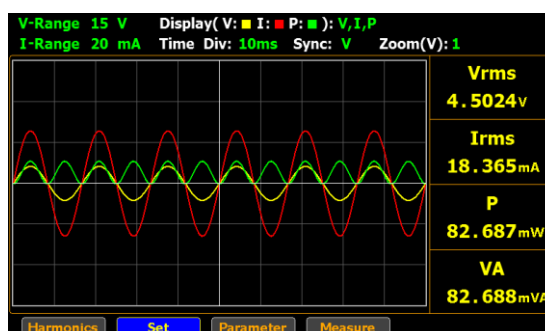 V-Range 15 V Display( V: I: P: ): V,I,P
I-Range 20 mA Time Div: 10ms Sync: V Zoom(V): 1
Vrms
4.5024V
Irms
18.365mA
P
82.687mW
VA
82.688mVA
Harmonics Set Parameter Measure